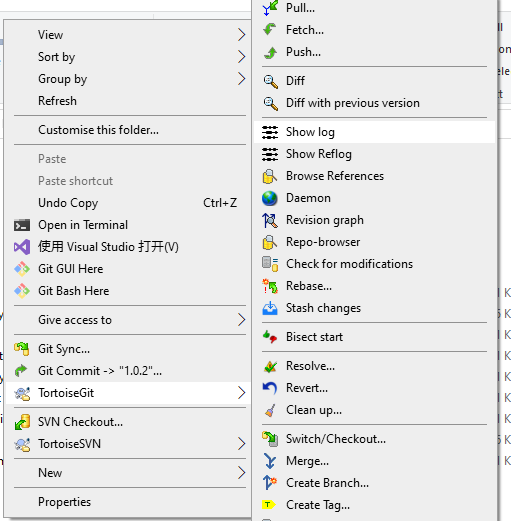 View
Sort by
Group by
Refresh
Customise this folder...
Paste
Paste shortcut
Undo Copy Ctrl+Z
Open in Terminal
使用 Visual Studio 打开(V)
Git GUI Here
Git Bash Here
Give access to
Git Sync...
Git Commit -> "1.0.2"...
TortoiseGit
SVN Checkout...
TortoiseSVN
New
Properties
Pull...
Fetch...
Push...
Diff
Diff with previous version
Show log
Show Reflog
Browse References
Daemon
Revision graph
Repo-browser
Check for modifications
Rebase...
Stash changes
Bisect start
Resolve...
Revert...
Clean up...
Switch/Checkout...
Merge...
Create Branch...
Create Tag...